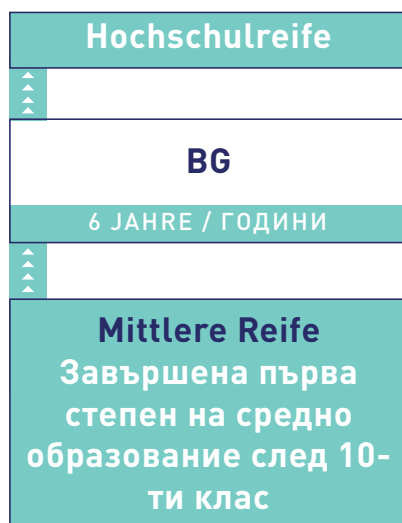 Hochschulreife
BG
6 JAHRE / ГОДИНИ
Mittlere Reife
Завършена първа
степен на средно
образование след 10-
ти клас